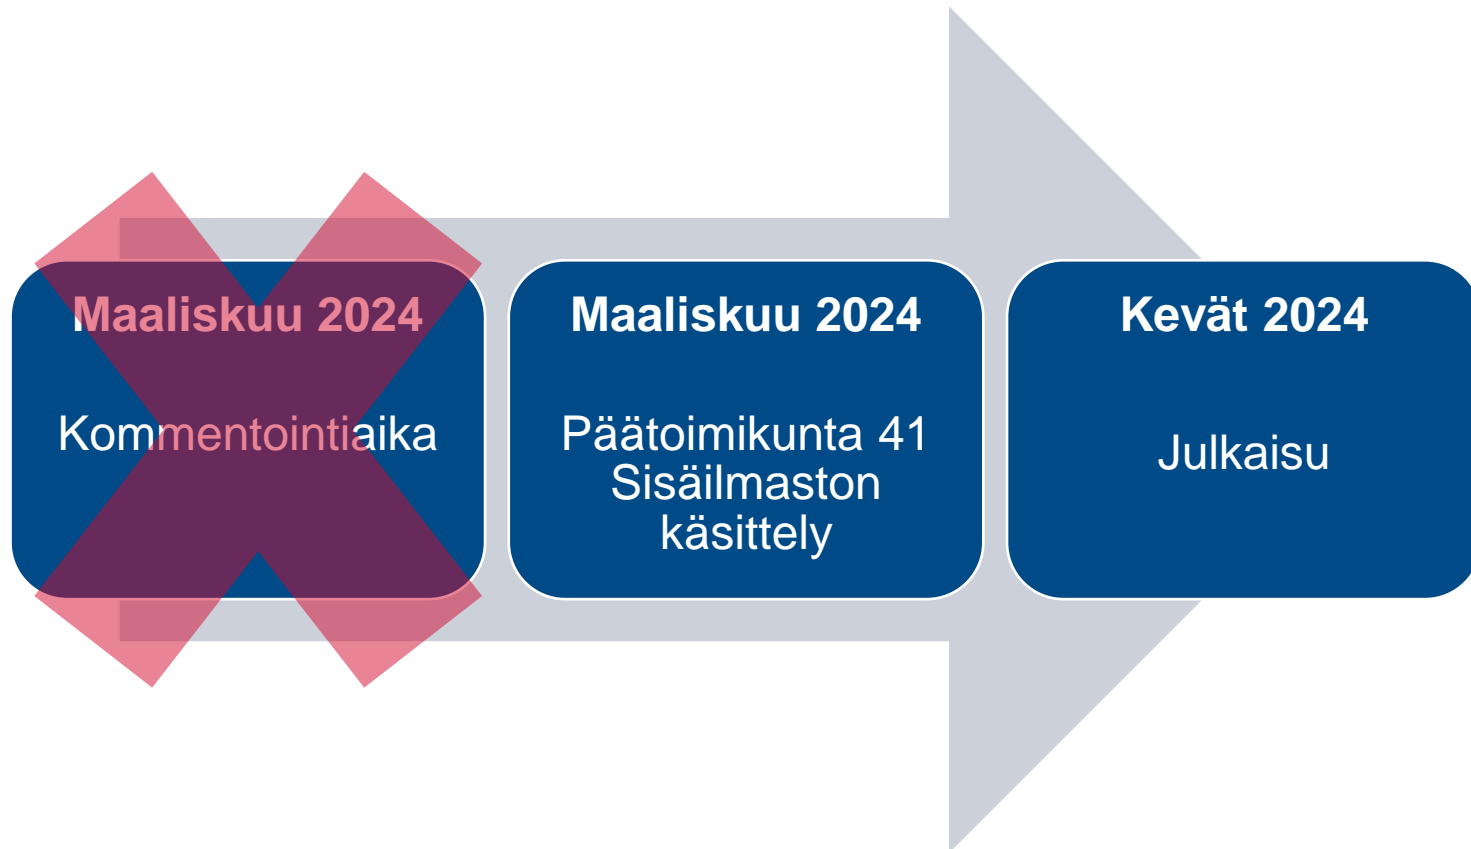 Maaliskuu 2024
Kommentointiaika
Maaliskuu 2024
Päätoimikunta 41
Sisäilmaston
käsittely
Kevät 2024
Julkaisu